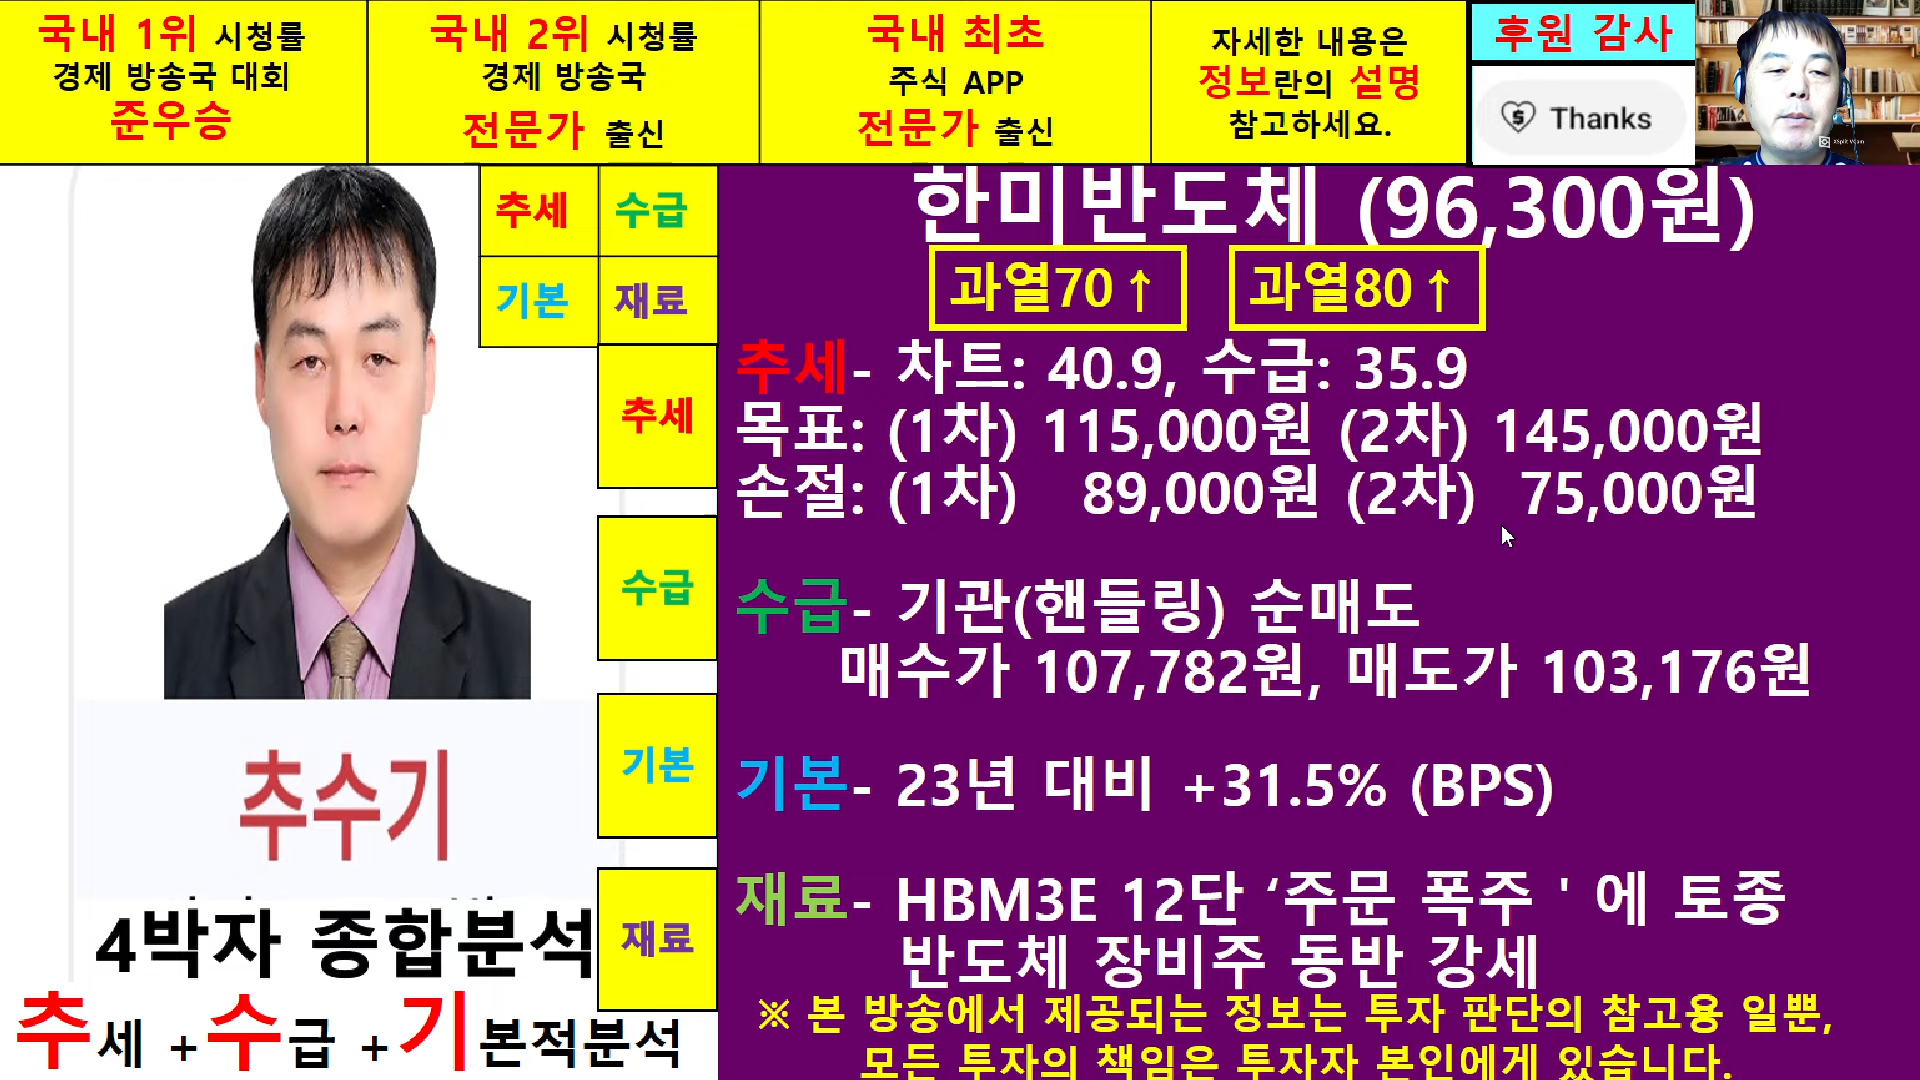 국내 1위 시청률
경제 방송국 대회
준우승
국내 2위 시청률
경제 방송국
전문가 출신
국내 최초
주식 APP
전문가 출신
자세한 내용은
정보란의 설명
참고하세요.
후원 감사
Thanks
XSplit VCam
추세 수급
기본 재료
추세
수급
기본
재료
추수기
4박자 종합분석
추세 + 수급 + 기본적분석
한미반도체 (96,300원)
과열70↑ 과열80↑
추세- 차트: 40.9, 수급: 35.9
목표: (1차) 115,000원 (2차) 145,000원
손절: (1차) 89,000원 (2차) 75,000원
수급- 기관(핸들링) 순매도
매수가 107,782원, 매도가 103,176원
기본- 23년 대비 +31.5% (BPS)
재료- HBM3E 12단 ‘주문 폭주 ' 에 토종
반도체 장비주 동반 강세
※ 본 방송에서 제공되는 정보는 투자 판단의 참고용 일뿐,
모든 투자의 책임은 투자자 본인에게 있습니다.